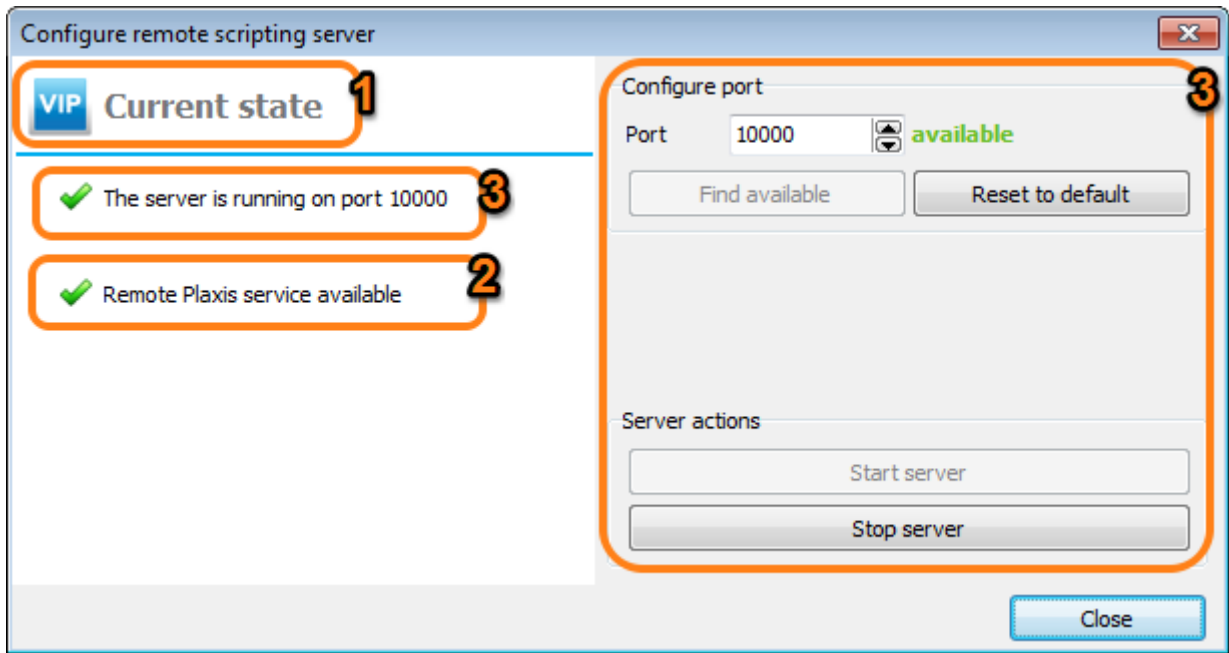 Configure remote scripting server
VIP Current state 1
The server is running on port 10000 3
Remote Plaxis service available 2
3
Configure port
Port 10000 available
Find available Reset to default
Server actions
Start server
Stop server
Close